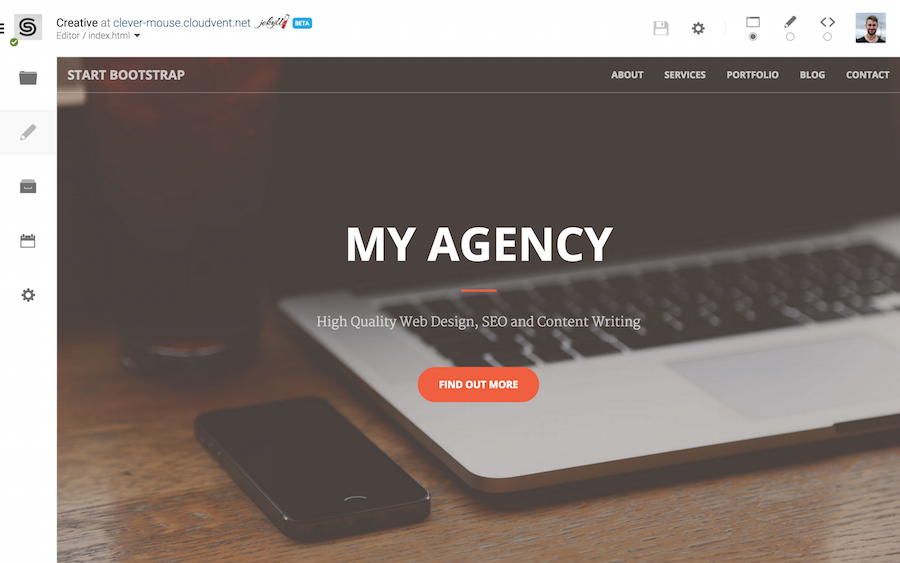 Creative at clever-mouse.cloudvent.net jekyll BETA
Editor / index.html
START BOOTSTRAP
ABOUT SERVICES PORTFOLIO BLOG CONTACT
MY AGENCY
High Quality Web Design, SEO and Content Writing
FIND OUT MORE